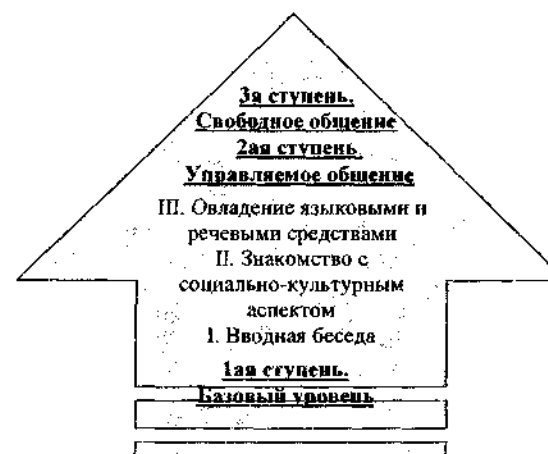 3я ступень.
Свободное общение
2ая ступень.
Управляемое общение
III. Овладение языковыми и
речевыми средствами
II. Знакомство с
социально-культурным
аспектом
I. Вводная беседа
1ая ступень.
Базовый уровень